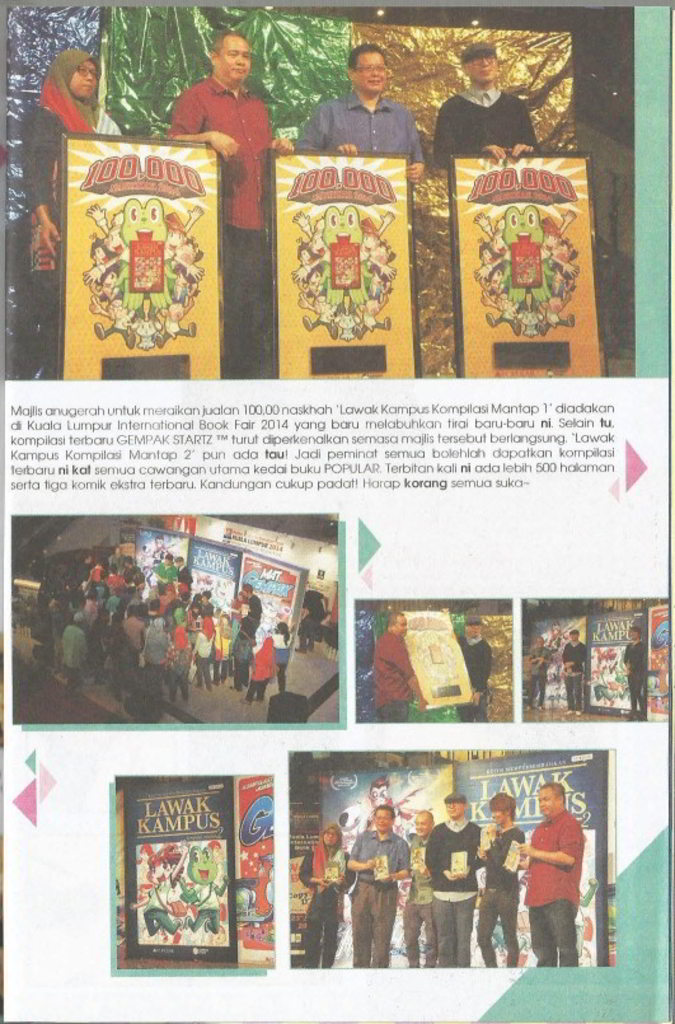 100,000
100,000
100,000
Majlis anugerah untuk meraikan jualan 100,00 naskhah 'Lawak Kampus Kompilasi Mantap 1' diadakan
di Kuala Lumpur International Book Fair 2014 yang baru melabuhkan tirai baru-baru ni. Selain tu,
kompilasi terbaru GEMPAK STARTZ ™ turut diperkenalkan semasa majlis tersebut berlangsung. 'Lawak
Kampus Kompilasi Mantap 2' pun ada tau! Jadi peminat semua bolehlah dapatkan kompilasi
terbaru ni kat semua cawangan utama kedai buku POPULAR. Terbitan kali ni ada lebih 500 halaman
serta tiga komik ekstra terbaru. Kandungan cukup padat! Harap korang semua suka~
KUALA LUMPUR 2014
LAWAK
KAMPUS
LAWAK
KAMPUS
LAWAK
KAMPUS
2
LAWAK
KAMPUS
2